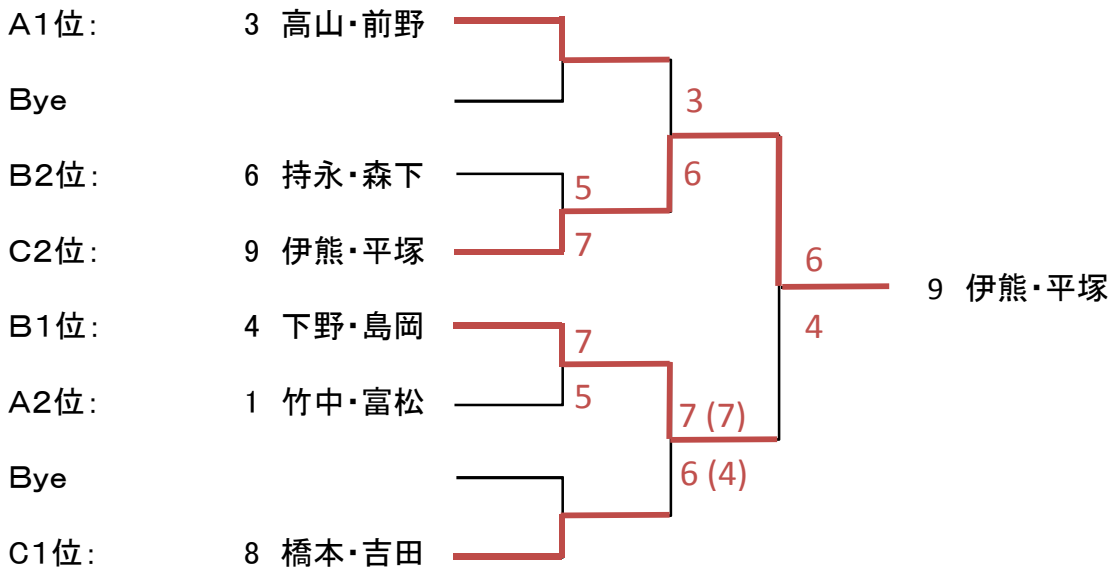 A1位: 3 高山・前野
Bye
3
B2位: 6 持永・森下
5
6
C2位: 9 伊熊・平塚
7
6
9 伊熊・平塚
B1位: 4 下野・島岡
7
4
A2位: 1 竹中・富松
5
7 (7)
Bye
6 (4)
C1位: 8 橋本・吉田